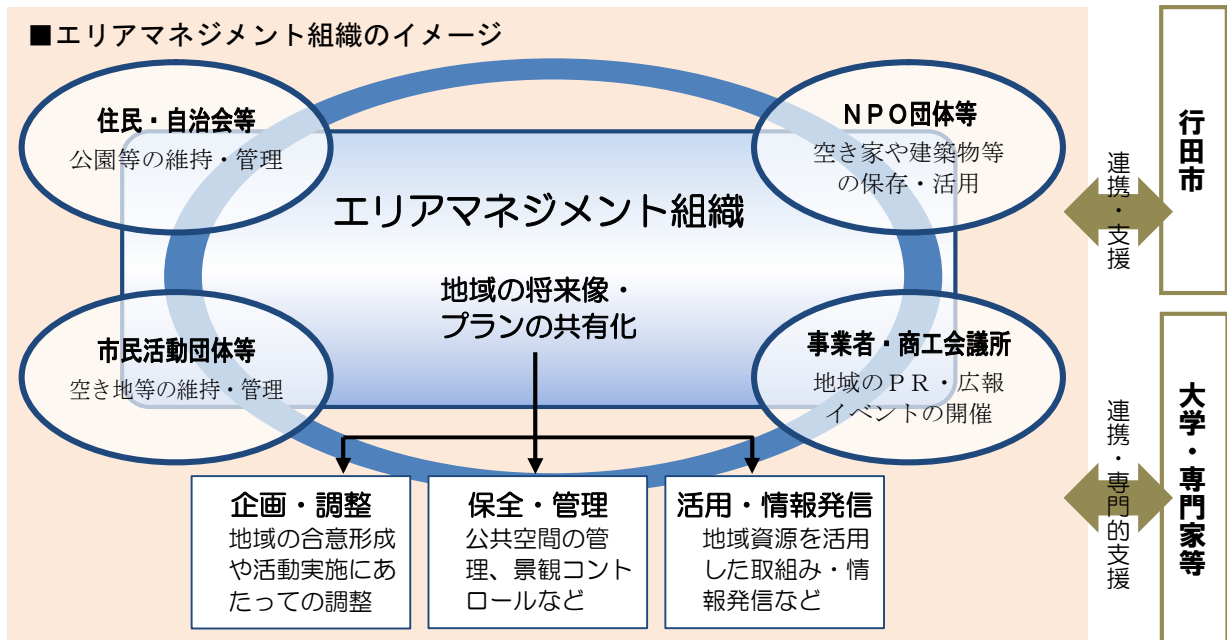 ■エリアマネジメント組織のイメージ
住民・自治会等
公園等の維持・管理
ＮＰＯ団体等
空き家や建築物等
の保存・活用
エリアマネジメント組織
地域の将来像・
プランの共有化
市民活動団体等
空き地等の維持・管理
事業者・商工会議所
地域のＰＲ・広報
イベントの開催
企画・調整
地域の合意形成
や活動実施にあ
たっての調整
保全・管理
公共空間の管
理、景観コント
ロールなど
活用・情報発信
地域資源を活用
した取組み・情
報発信など
連携・支援
行田市
連携・専門的支援
大学・専門家等